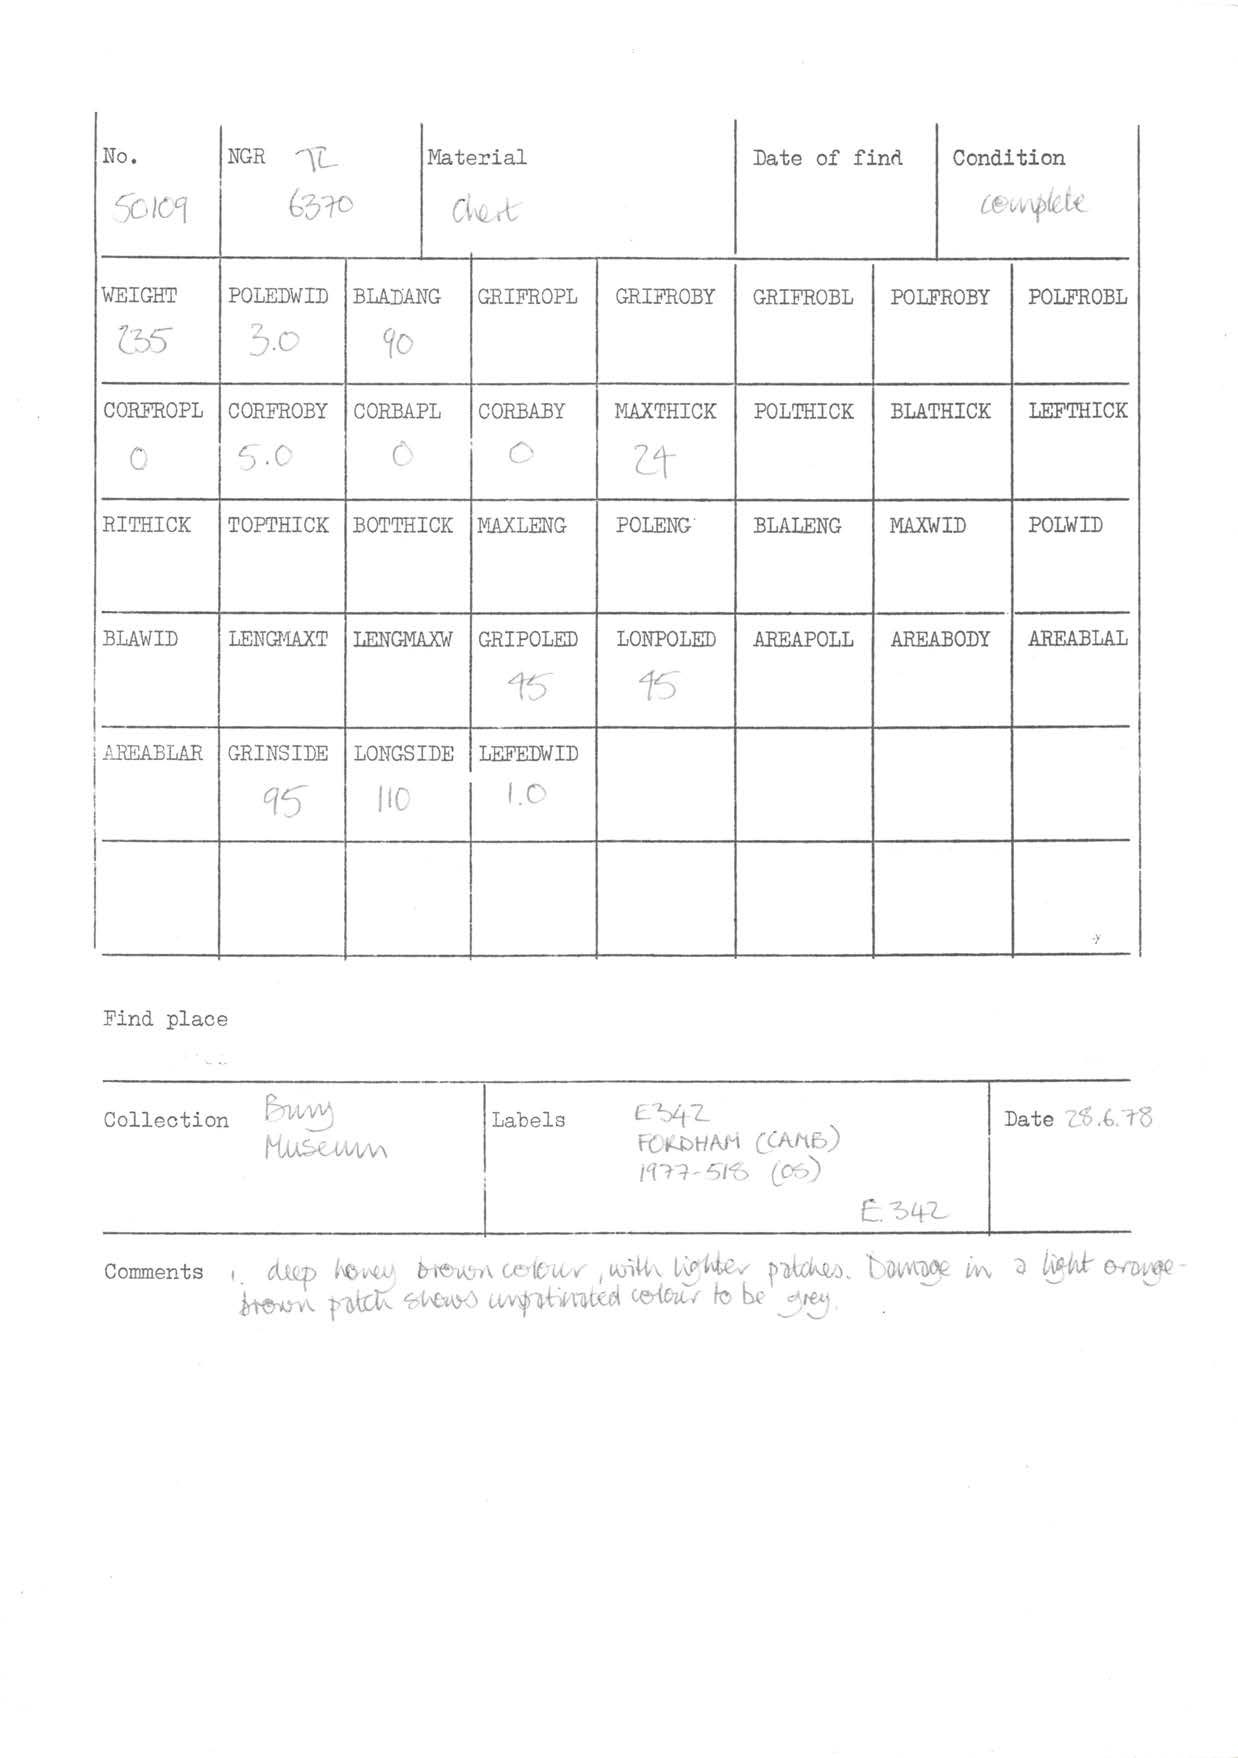 No. NGR TL Material Date of find Condition
50109 6370 Chert complete
WEIGHT POLEDWID BLADANG GRIFROPL GRIFROBY GRIFROBL POLFROBY POLFROBL
235 3.0 90
CORFROPL CORFROBY CORBAPL CORBABY MAXTHICK POLTHICK BLATHICK LEFTHICK
0 5.0 0 0 24
RITHICK TOPTHICK BOTTHICK MAXLENG POLENG BLALENG MAXWID POLWID
BLAWID LENGMAXT LENGMAXW GRIPOLED LONPOLED AREAPOLL AREABODY AREABLAL
45 45
AREABLAR GRINSIDE LONGSIDE LEFEDWID
95 110 1.0
Find place
Collection Bury Museum
Labels E342
FORDHAM (CAMB)
1977-518 (OS)
E.342
Date 28.6.78
Comments 1. deep honey brown colour, with lighter patches. Damage in a light orange-
brown patch shows unpatinated colour to be grey.